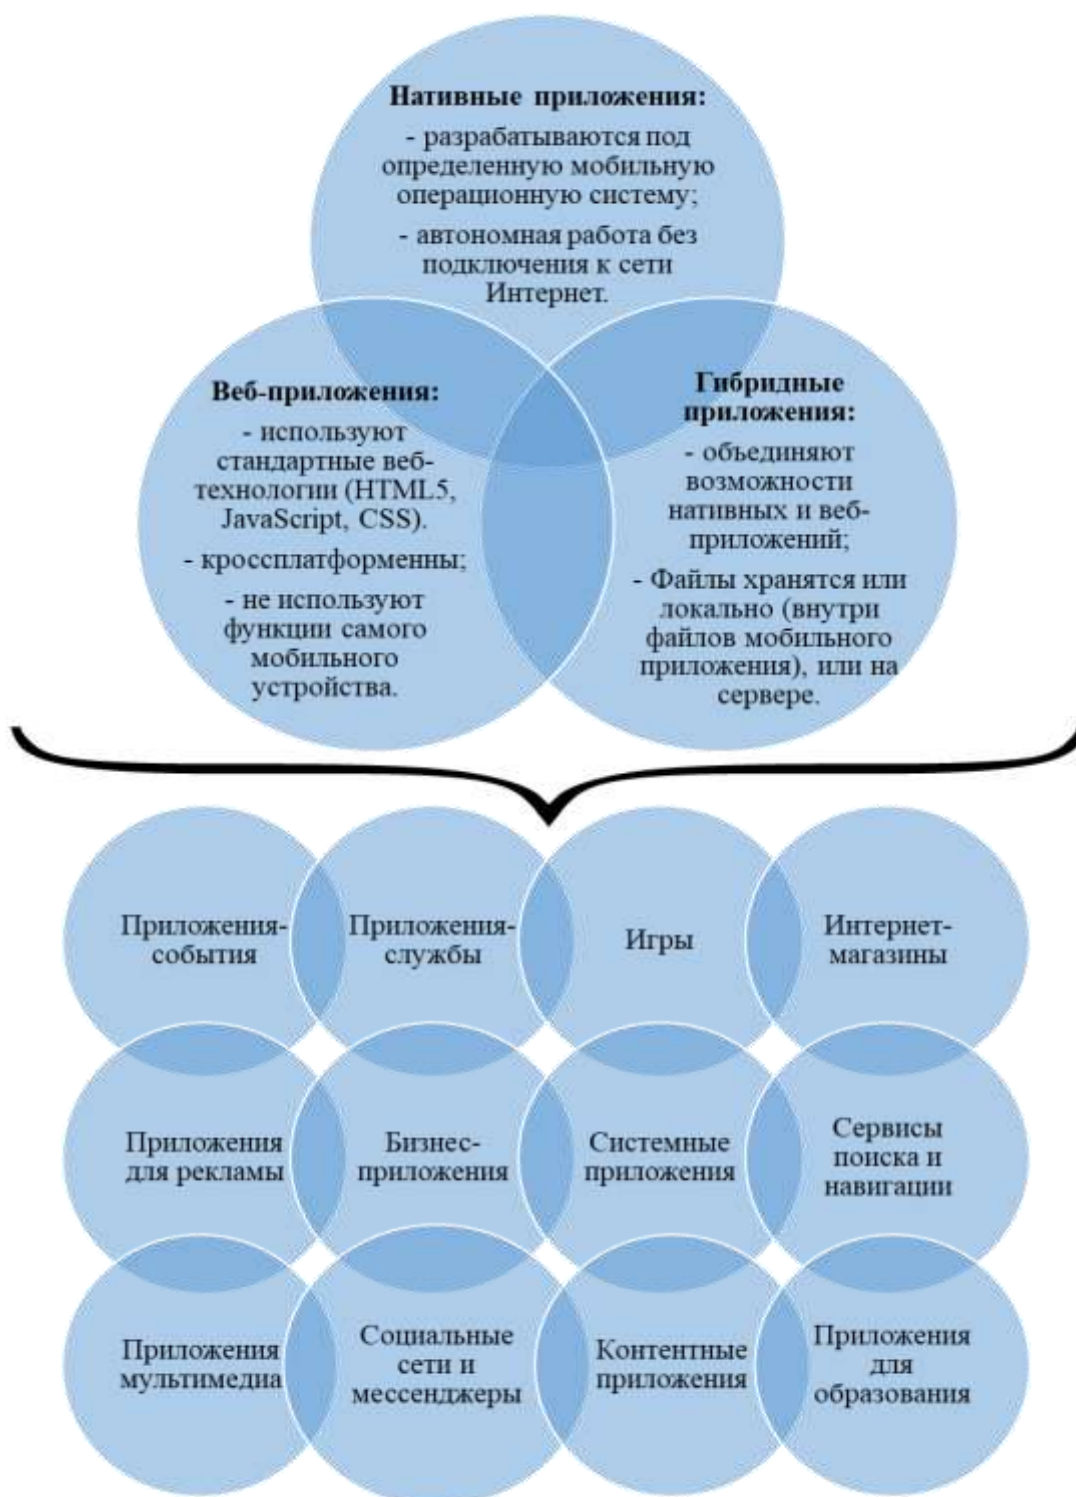 Нативные приложения:
- разрабатываются под
определенную мобильную
операционную систему;
- автономная работа без
подключения к сети
Интернет.
Веб-приложения:
- используют
стандартные веб-
технологии (HTML5,
JavaScript, CSS).
- кроссплатформенны;
- не используют
функции самого
мобильного
устройства.
Гибридные
приложения:
- объединяют
возможности
нативных и веб-
приложений;
- Файлы хранятся или
локально (внутри
файлов мобильного
приложения), или на
сервере.
Приложения-
события
Приложения-
службы
Игры
Интернет-
магазины
Приложения
для рекламы
Бизнес-
приложения
Системные
приложения
Сервисы
поиска и
навигации
Приложения
мультимедиа
Социальные
сети и
мессенджеры
Контентные
приложения
Приложения
для
образования